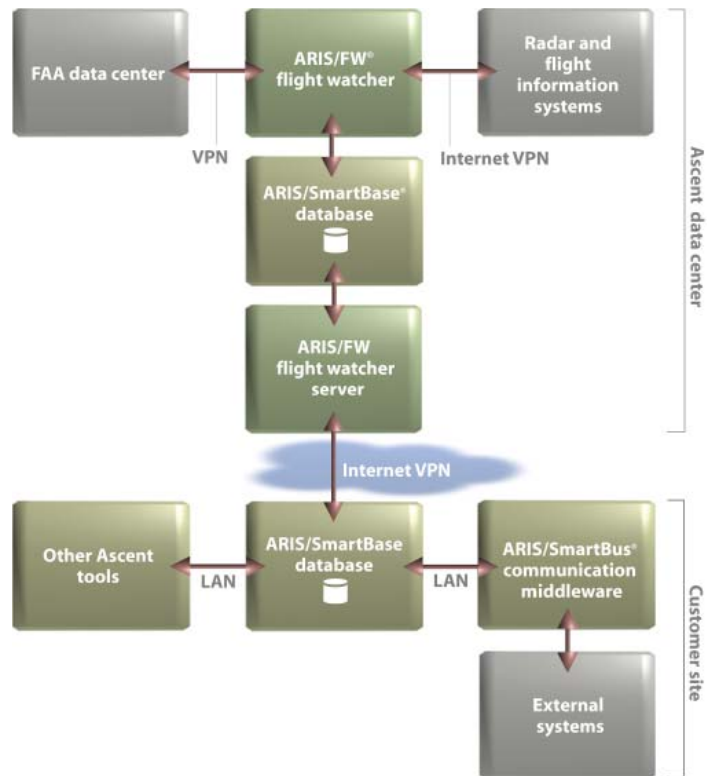 FAA data center
ARIS/FW®
flight watcher
Radar and
flight
information
systems
VPN
Internet VPN
ARIS/SmartBase®
database
ARIS/FW
flight watcher
server
Ascent data center
Internet VPN
Other Ascent
tools
LAN
ARIS/SmartBase
database
LAN
ARIS/SmartBus®
communication
middleware
External
systems
Customer site